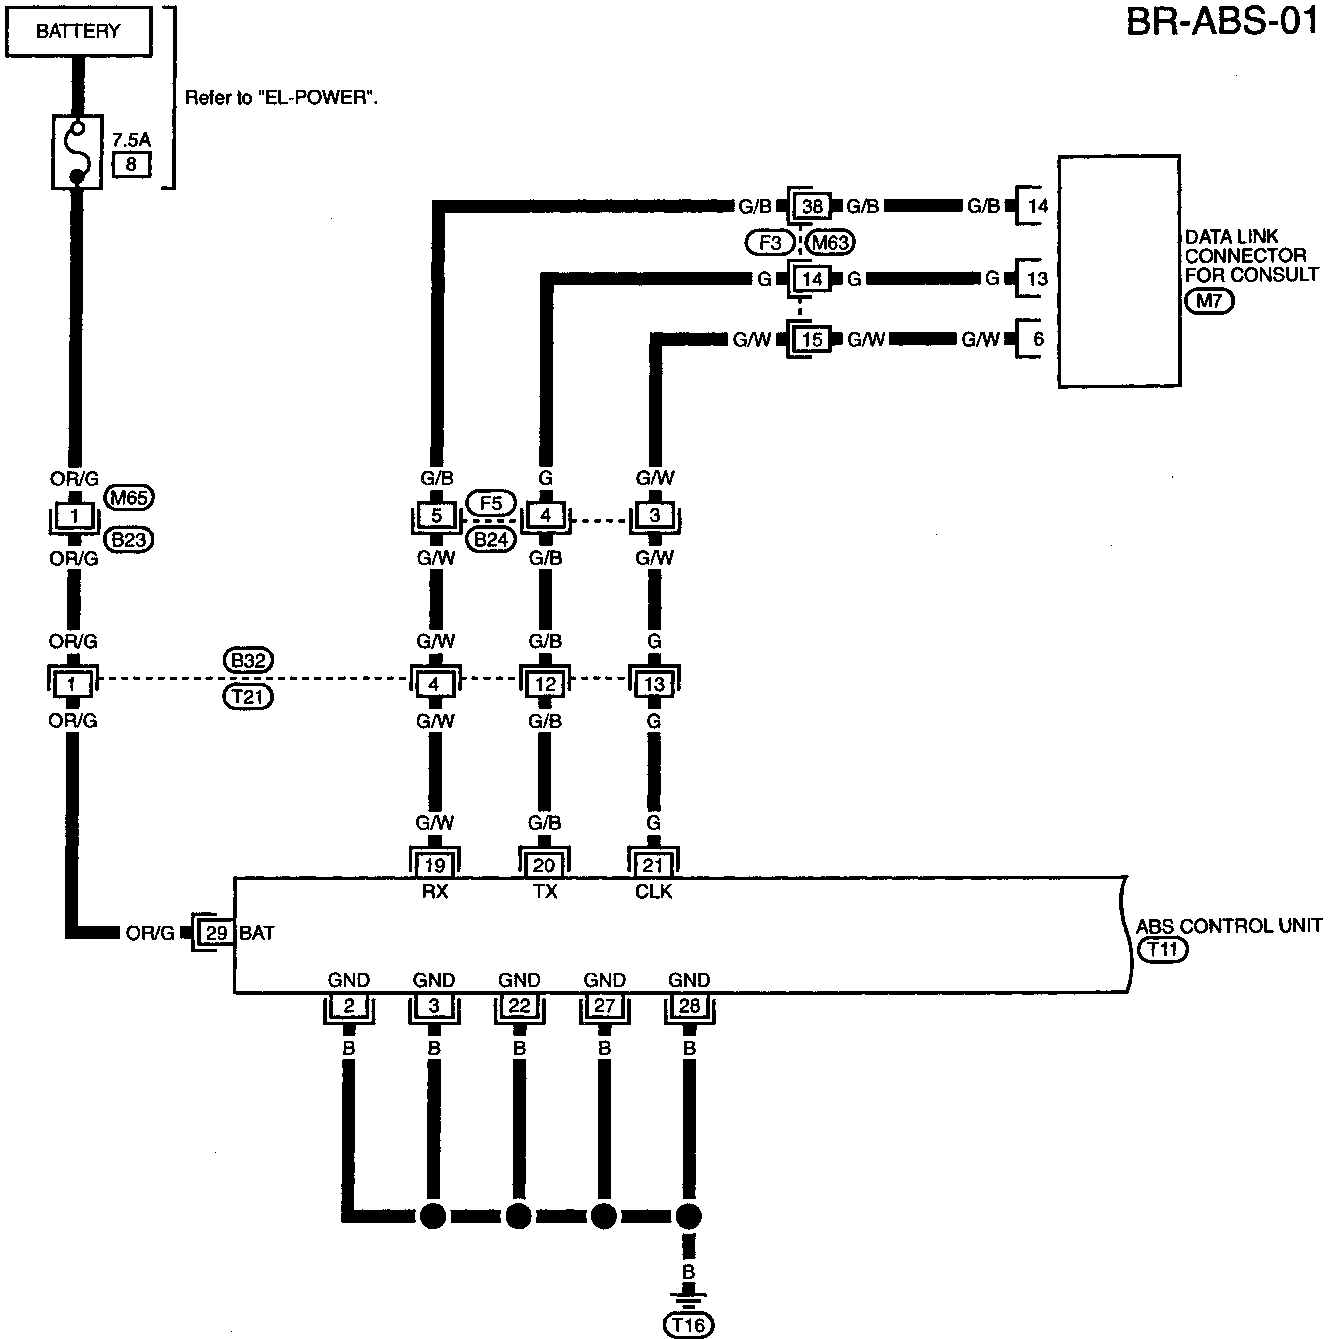 BR-ABS-01
BATTERY
Refer to "EL-POWER".
7.5A
8
G/B 38 G/B G/B 14
F3 M63
G 14 G G 13
G/W 15 G/W G/W 6
DATA LINK
CONNECTOR
FOR CONSULT
M7
OR/G G/B G G/W
M65 F5
1 5 4 3
B23 B24
OR/G G/W G/B G/W
OR/G G/W G/B G
B32
1 4 12 13
T21
OR/G G/W G/B G
G/W G/B G
19 20 21
RX TX CLK
OR/G 29 BAT
ABS CONTROL UNIT
T11
GND GND GND GND GND
2 3 22 27 28
B B B B B
B
T16